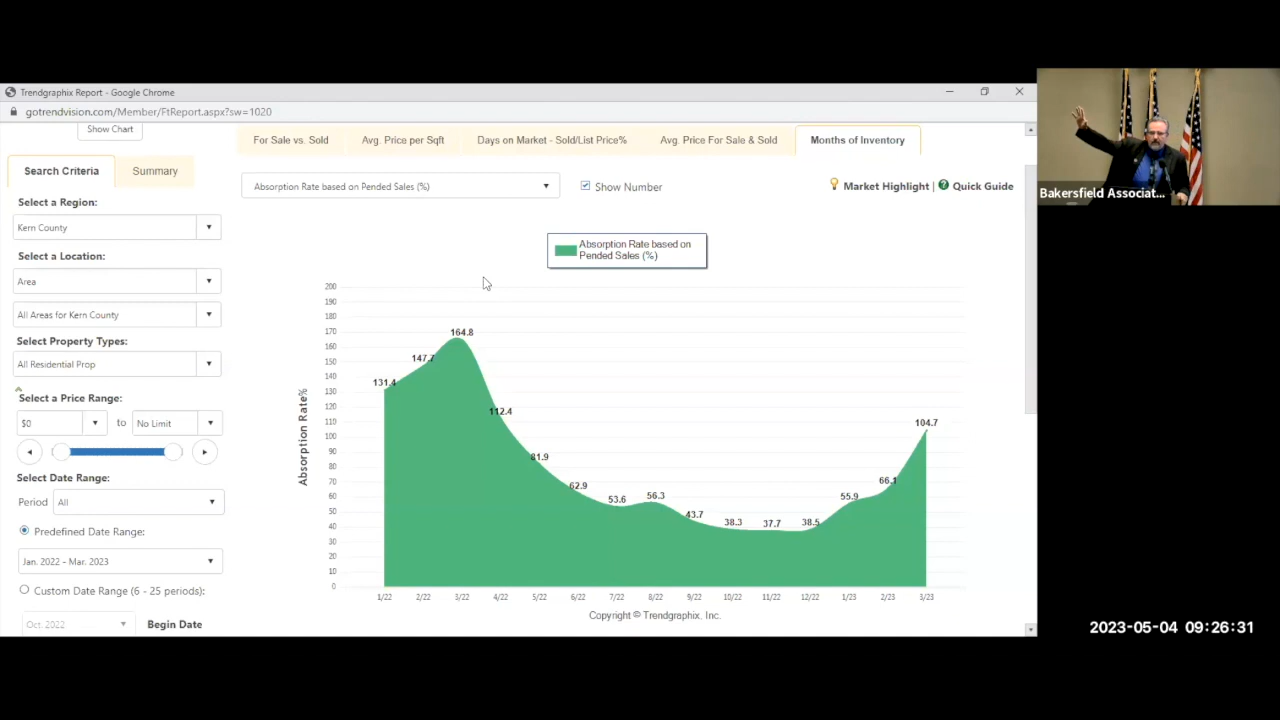 Trendgraphix Report - Google Chrome
gotrendvision.com/Member/FtReport.aspx?sw=1020
Show Chart
For Sale vs. Sold
Avg. Price per Sqft
Days on Market - Sold/List Price%
Avg. Price For Sale & Sold
Months of Inventory
Search Criteria
Summary
Absorption Rate based on Pended Sales (%)
Show Number
Market Highlight |
Quick Guide
Select a Region:
Kern County
Select a Location:
Area
All Areas for Kern County
Select Property Types:
All Residential Prop
Select a Price Range:
$0
to
No Limit
Select Date Range:
Period
All
Predefined Date Range:
Jan. 2022 - Mar. 2023
Custom Date Range (6 - 25 periods):
Oct. 2022
Begin Date
Absorption Rate based on
Pended Sales (%)
Absorption Rate%
200
190
180
170
160
150
140
130
120
110
100
90
80
70
60
50
40
30
20
10
0
131.4
147.7
164.8
112.4
81.9
62.9
53.6
56.3
43.7
38.3
37.7
38.5
55.9
66.1
104.7
1/22
2/22
3/22
4/22
5/22
6/22
7/22
8/22
9/22
10/22
11/22
12/22
1/23
2/23
3/23
Copyright © Trendgraphix, Inc.
Bakersfield Associat...
2023-05-04 09:26:31